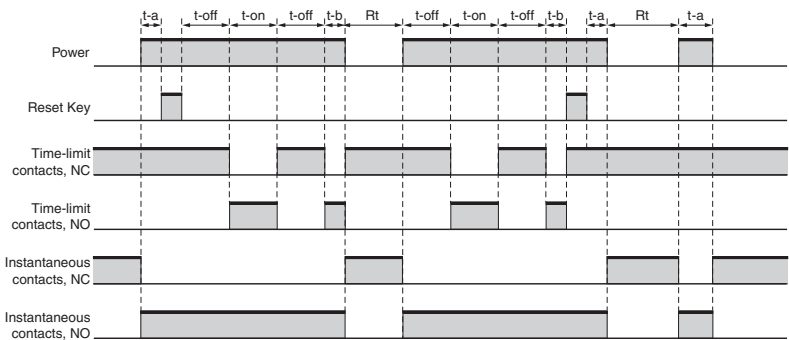 t-a t-off t-on t-off t-b Rt t-off t-on t-off t-b t-a Rt t-a
Power
Reset Key
Time-limit
contacts, NC
Time-limit
contacts, NO
Instantaneous
contacts, NC
Instantaneous
contacts, NO